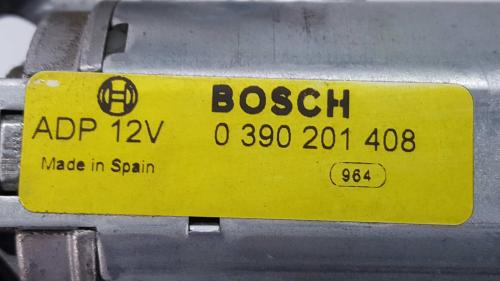 BOSCH
ADP 12V 0 390 201 408
Made in Spain 964